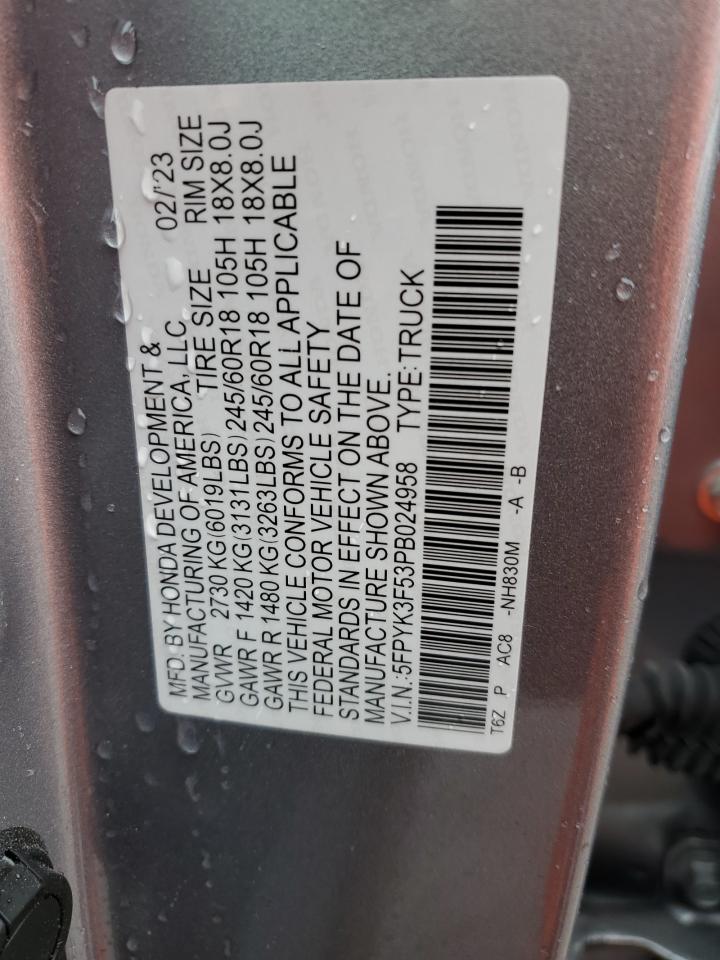 MFD. BY HONDA DEVELOPMENT &
MANUFACTURING OF AMERICA, LLC 02/'23
GVWR 2730 KG(6019LBS) TIRE SIZE RIM SIZE
GAWR F 1420 KG(3131LBS) 245/60R18 105H 18X8.0J
GAWR R 1480 KG(3263LBS) 245/60R18 105H 18X8.0J
THIS VEHICLE CONFORMS TO ALL APPLICABLE
FEDERAL MOTOR VEHICLE SAFETY
STANDARDS IN EFFECT ON THE DATE OF
MANUFACTURE SHOWN ABOVE.
V.I.N.:5FPYK3F53PB024958 TYPE:TRUCK
T6Z P AC8 -NH830M -A -B